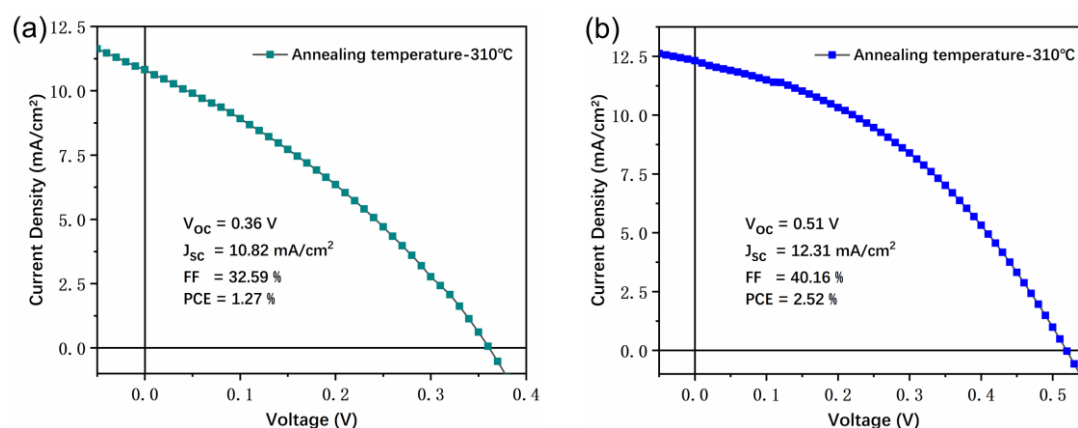 (a)
12.5
10.0
7.5
5.0
2.5
0.0
Current Density (mA/cm²)
Annealing temperature-310℃
V_OC = 0.36 V
J_SC = 10.82 mA/cm²
FF = 32.59 %
PCE = 1.27 %
0.0 0.1 0.2 0.3 0.4
Voltage (V)
(b)
12.5
10.0
7.5
5.0
2.5
0.0
Current Density (mA/cm²)
Annealing temperature-310℃
V_OC = 0.51 V
J_SC = 12.31 mA/cm²
FF = 40.16 %
PCE = 2.52 %
0.0 0.1 0.2 0.3 0.4 0.5
Voltage (V)